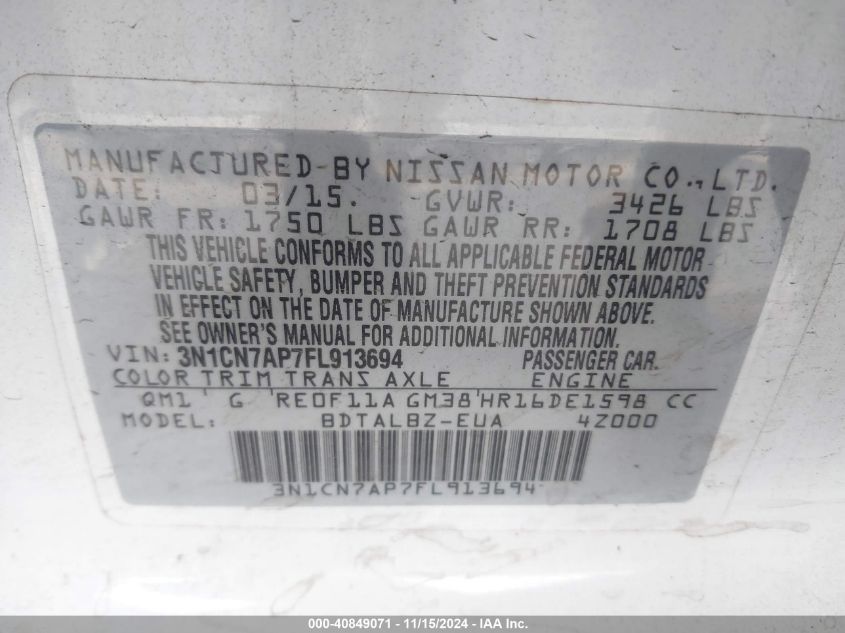 MANUFACTURED BY NISSAN MOTOR CO., LTD.
DATE: 03/15. GVWR: 3426 LBS
GAWR FR: 1750 LBS GAWR RR: 1708 LBS
THIS VEHICLE CONFORMS TO ALL APPLICABLE FEDERAL MOTOR
VEHICLE SAFETY, BUMPER AND THEFT PREVENTION STANDARDS
IN EFFECT ON THE DATE OF MANUFACTURE SHOWN ABOVE.
SEE OWNER'S MANUAL FOR ADDITIONAL INFORMATION.
VIN: 3N1CN7AP7FL913694 PASSENGER CAR.
COLOR TRIM TRANS AXLE ENGINE
QM1 G RE0F11A GM38 HR16DE1598 CC
MODEL: BDTALBZ-EUA 4Z000
3N1CN7AP7FL913694
000-40849071 - 11/15/2024 - IAA Inc.